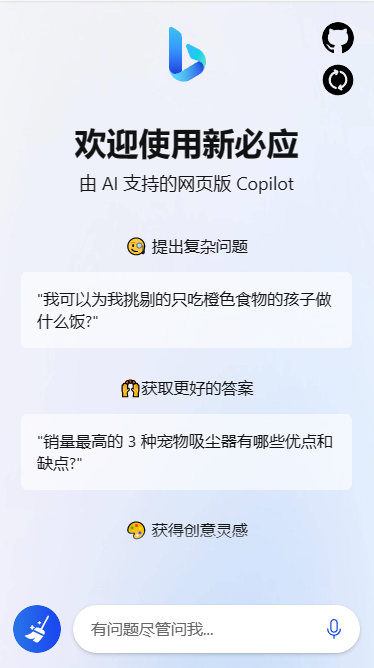 欢迎使用新必应
由 AI 支持的网页版 Copilot
🧐 提出复杂问题
"我可以为我挑剔的只吃橙色食物的孩子做
什么饭?"
🙌 获取更好的答案
"销量最高的 3 种宠物吸尘器有哪些优点和
缺点?"
🎨 获得创意灵感
有问题尽管问我...